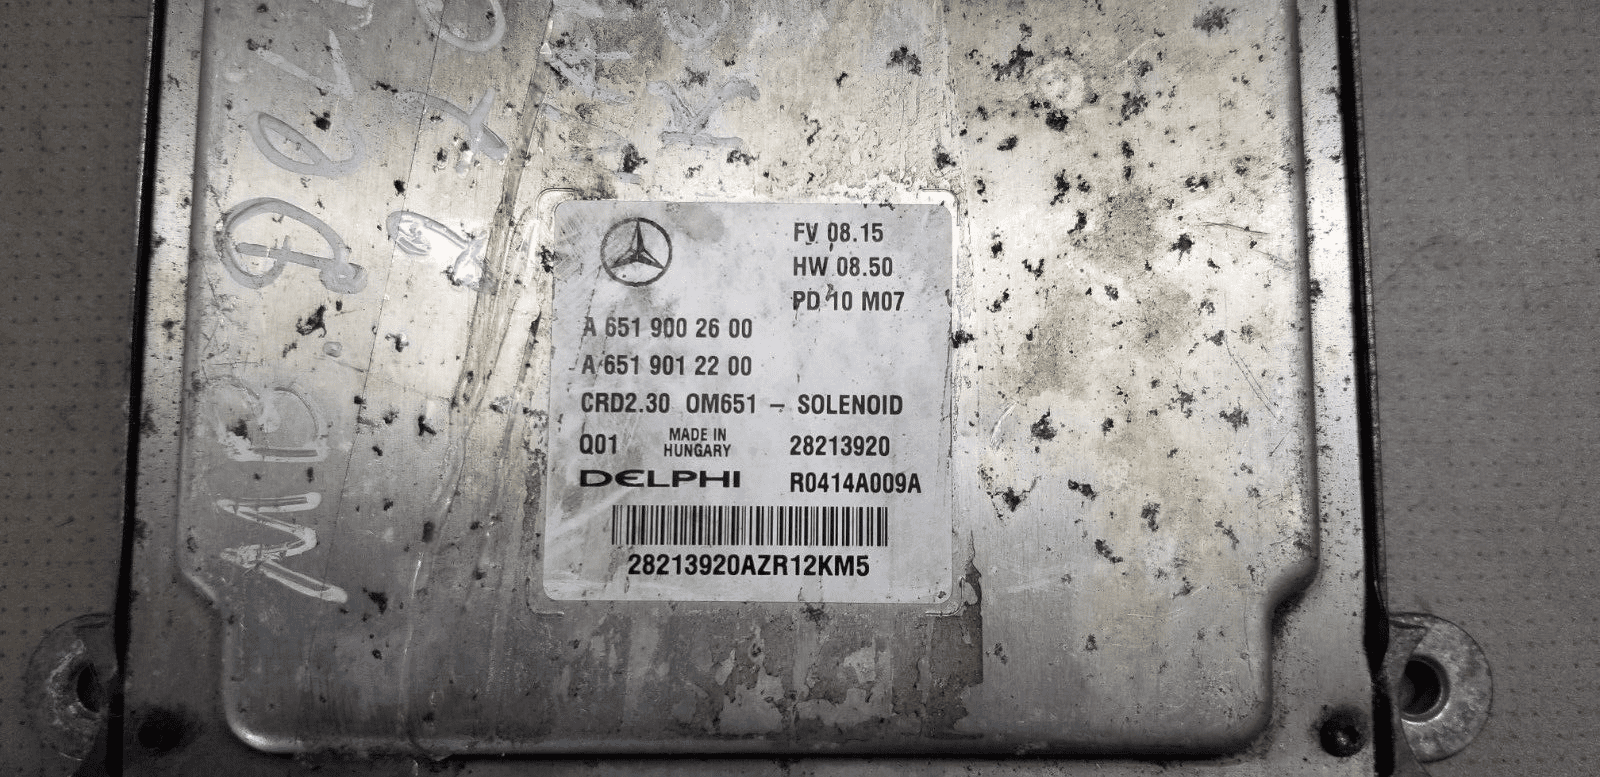 FV 08.15
HW 08.50
PD 10 M07
A 651 900 26 00
A 651 901 22 00
CRD2.30 OM651 – SOLENOID
Q01 MADE IN HUNGARY 28213920
DELPHI R0414A009A
28213920AZR12KM5